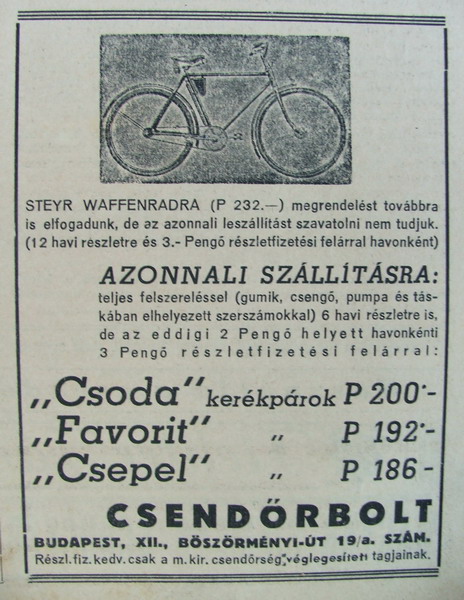 STEYR WAFFENRADRA (P 232.—) megrendelést továbbra
is elfogadunk, de az azonnali leszállítást szavatolni nem tudjuk.
(12 havi részletre és 3.- Pengő részletfizetési felárral havonként)
AZONNALI SZÁLLÍTÁSRA:
teljes felszereléssel (gumik, csengő, pumpa és tás-
kában elhelyezett szerszámokkal) 6 havi részletre is,
de az eddigi 2 Pengő helyett havonkénti
3 Pengő részletfizetési felárral:
„Csoda" kerékpárok P 200·-
„Favorit" „ P 192·-
„Csepel" „ P 186-
CSENDŐRBOLT
BUDAPEST, XII., BÖSZÖRMÉNYI-ÚT 19/a. SZÁM.
Részl. fiz. kedv. csak a m. kir. csendőrség „véglegesített" tagjainak.